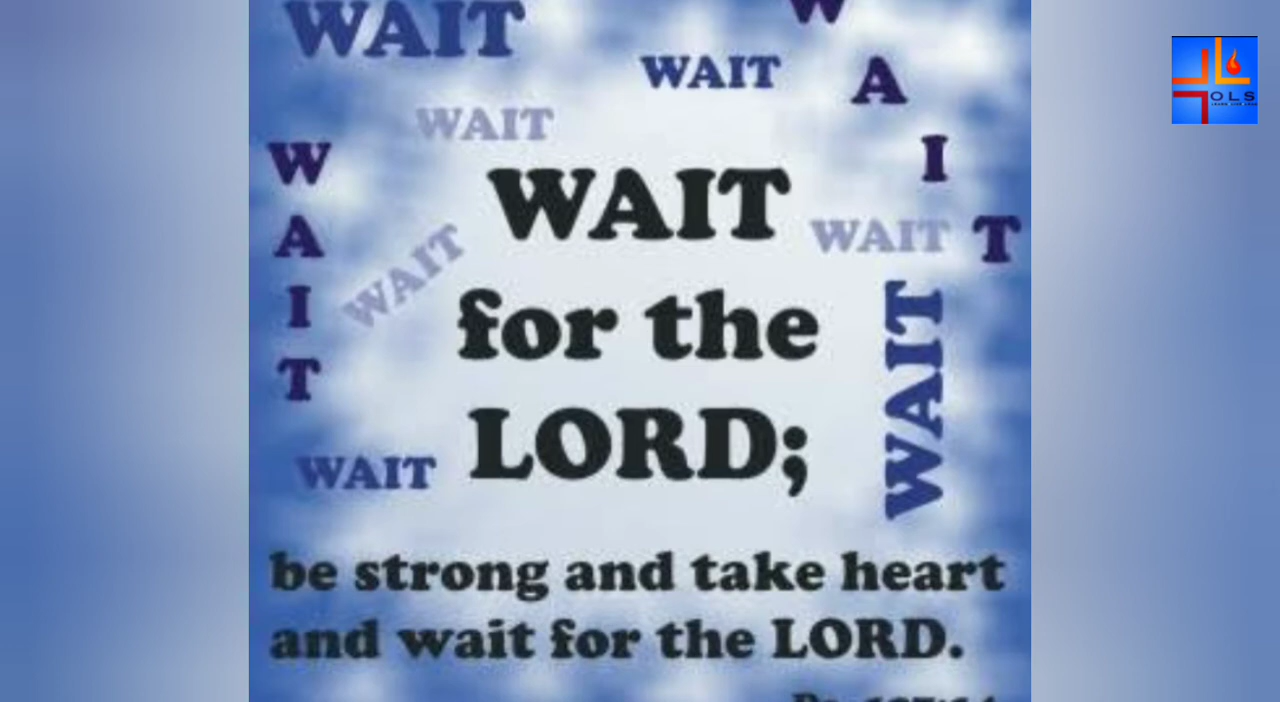 WAIT
W
A
I
T
WAIT
WAIT
W
A
I
T
WAIT
WAIT
WAIT
WAIT
for the
LORD;
WAIT
WAIT
be strong and take heart
and wait for the LORD.
OLS